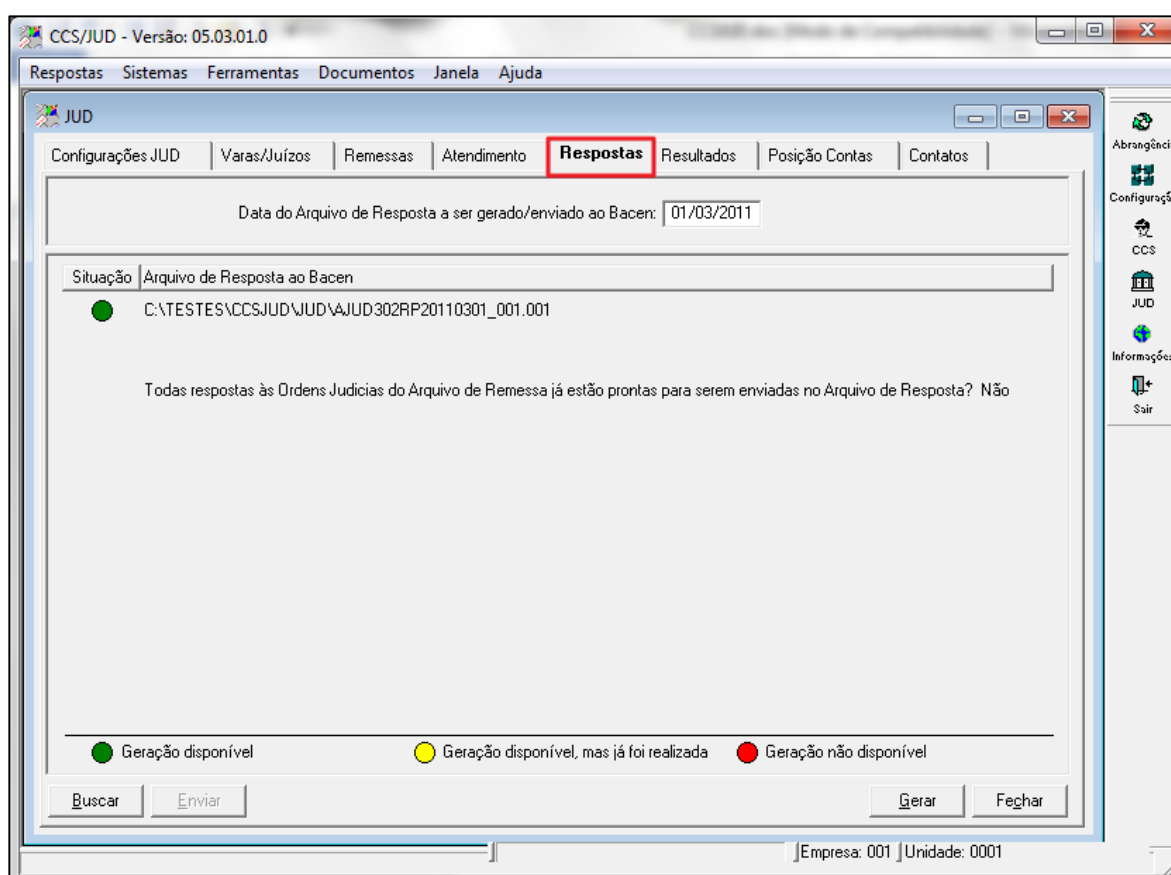 CCS/JUD - Versão: 05.03.01.0
Respostas Sistemas Ferramentas Documentos Janela Ajuda
JUD
Configurações JUD Varas/Juízos Remessas Atendimento Respostas Resultados Posição Contas Contatos
Data do Arquivo de Resposta a ser gerado/enviado ao Bacen: 01/03/2011
Situação Arquivo de Resposta ao Bacen
C:\TESTES\CCSJUD\JUD\AJUD302RP20110301_001.001
Todas respostas às Ordens Judicias do Arquivo de Remessa já estão prontas para serem enviadas no Arquivo de Resposta? Não
Geração disponível Geração disponível, mas já foi realizada Geração não disponível
Buscar Enviar Gerar Fechar
Abrangênci
Configuraçã
CCS
JUD
Informações
Sair
Empresa: 001 Unidade: 0001